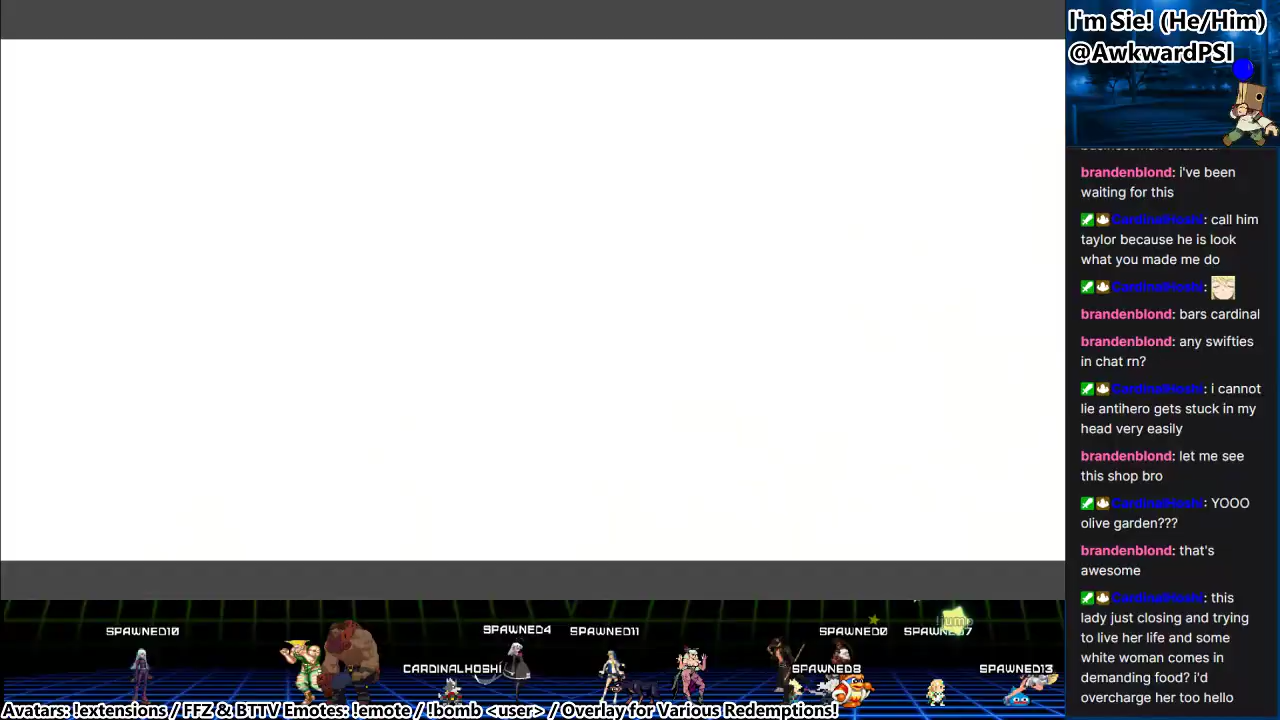 I'm Sie! (He/Him)
@AwkwardPSI
brandenblond: i've been
waiting for this
CardinalHoshi: call him
taylor because he is look
what you made me do
CardinalHoshi:
brandenblond: bars cardinal
brandenblond: any swifties
in chat rn?
CardinalHoshi: i cannot
lie antihero gets stuck in my
head very easily
brandenblond: let me see
this shop bro
CardinalHoshi: YOOO
olive garden???
brandenblond: that's
awesome
CardinalHoshi: this
lady just closing and trying
to live her life and some
white woman comes in
demanding food? i'd
overcharge her too hello
SPAWNED10
SPAWNED4
SPAWNED11
SPAWNED0
CARDINALHOSHI
SPAWNED9
SPAWNED13
Avatars: !extensions / FFZ & BTTV Emotes: !emote / !bomb <user> / Overlay for Various Redemptions!